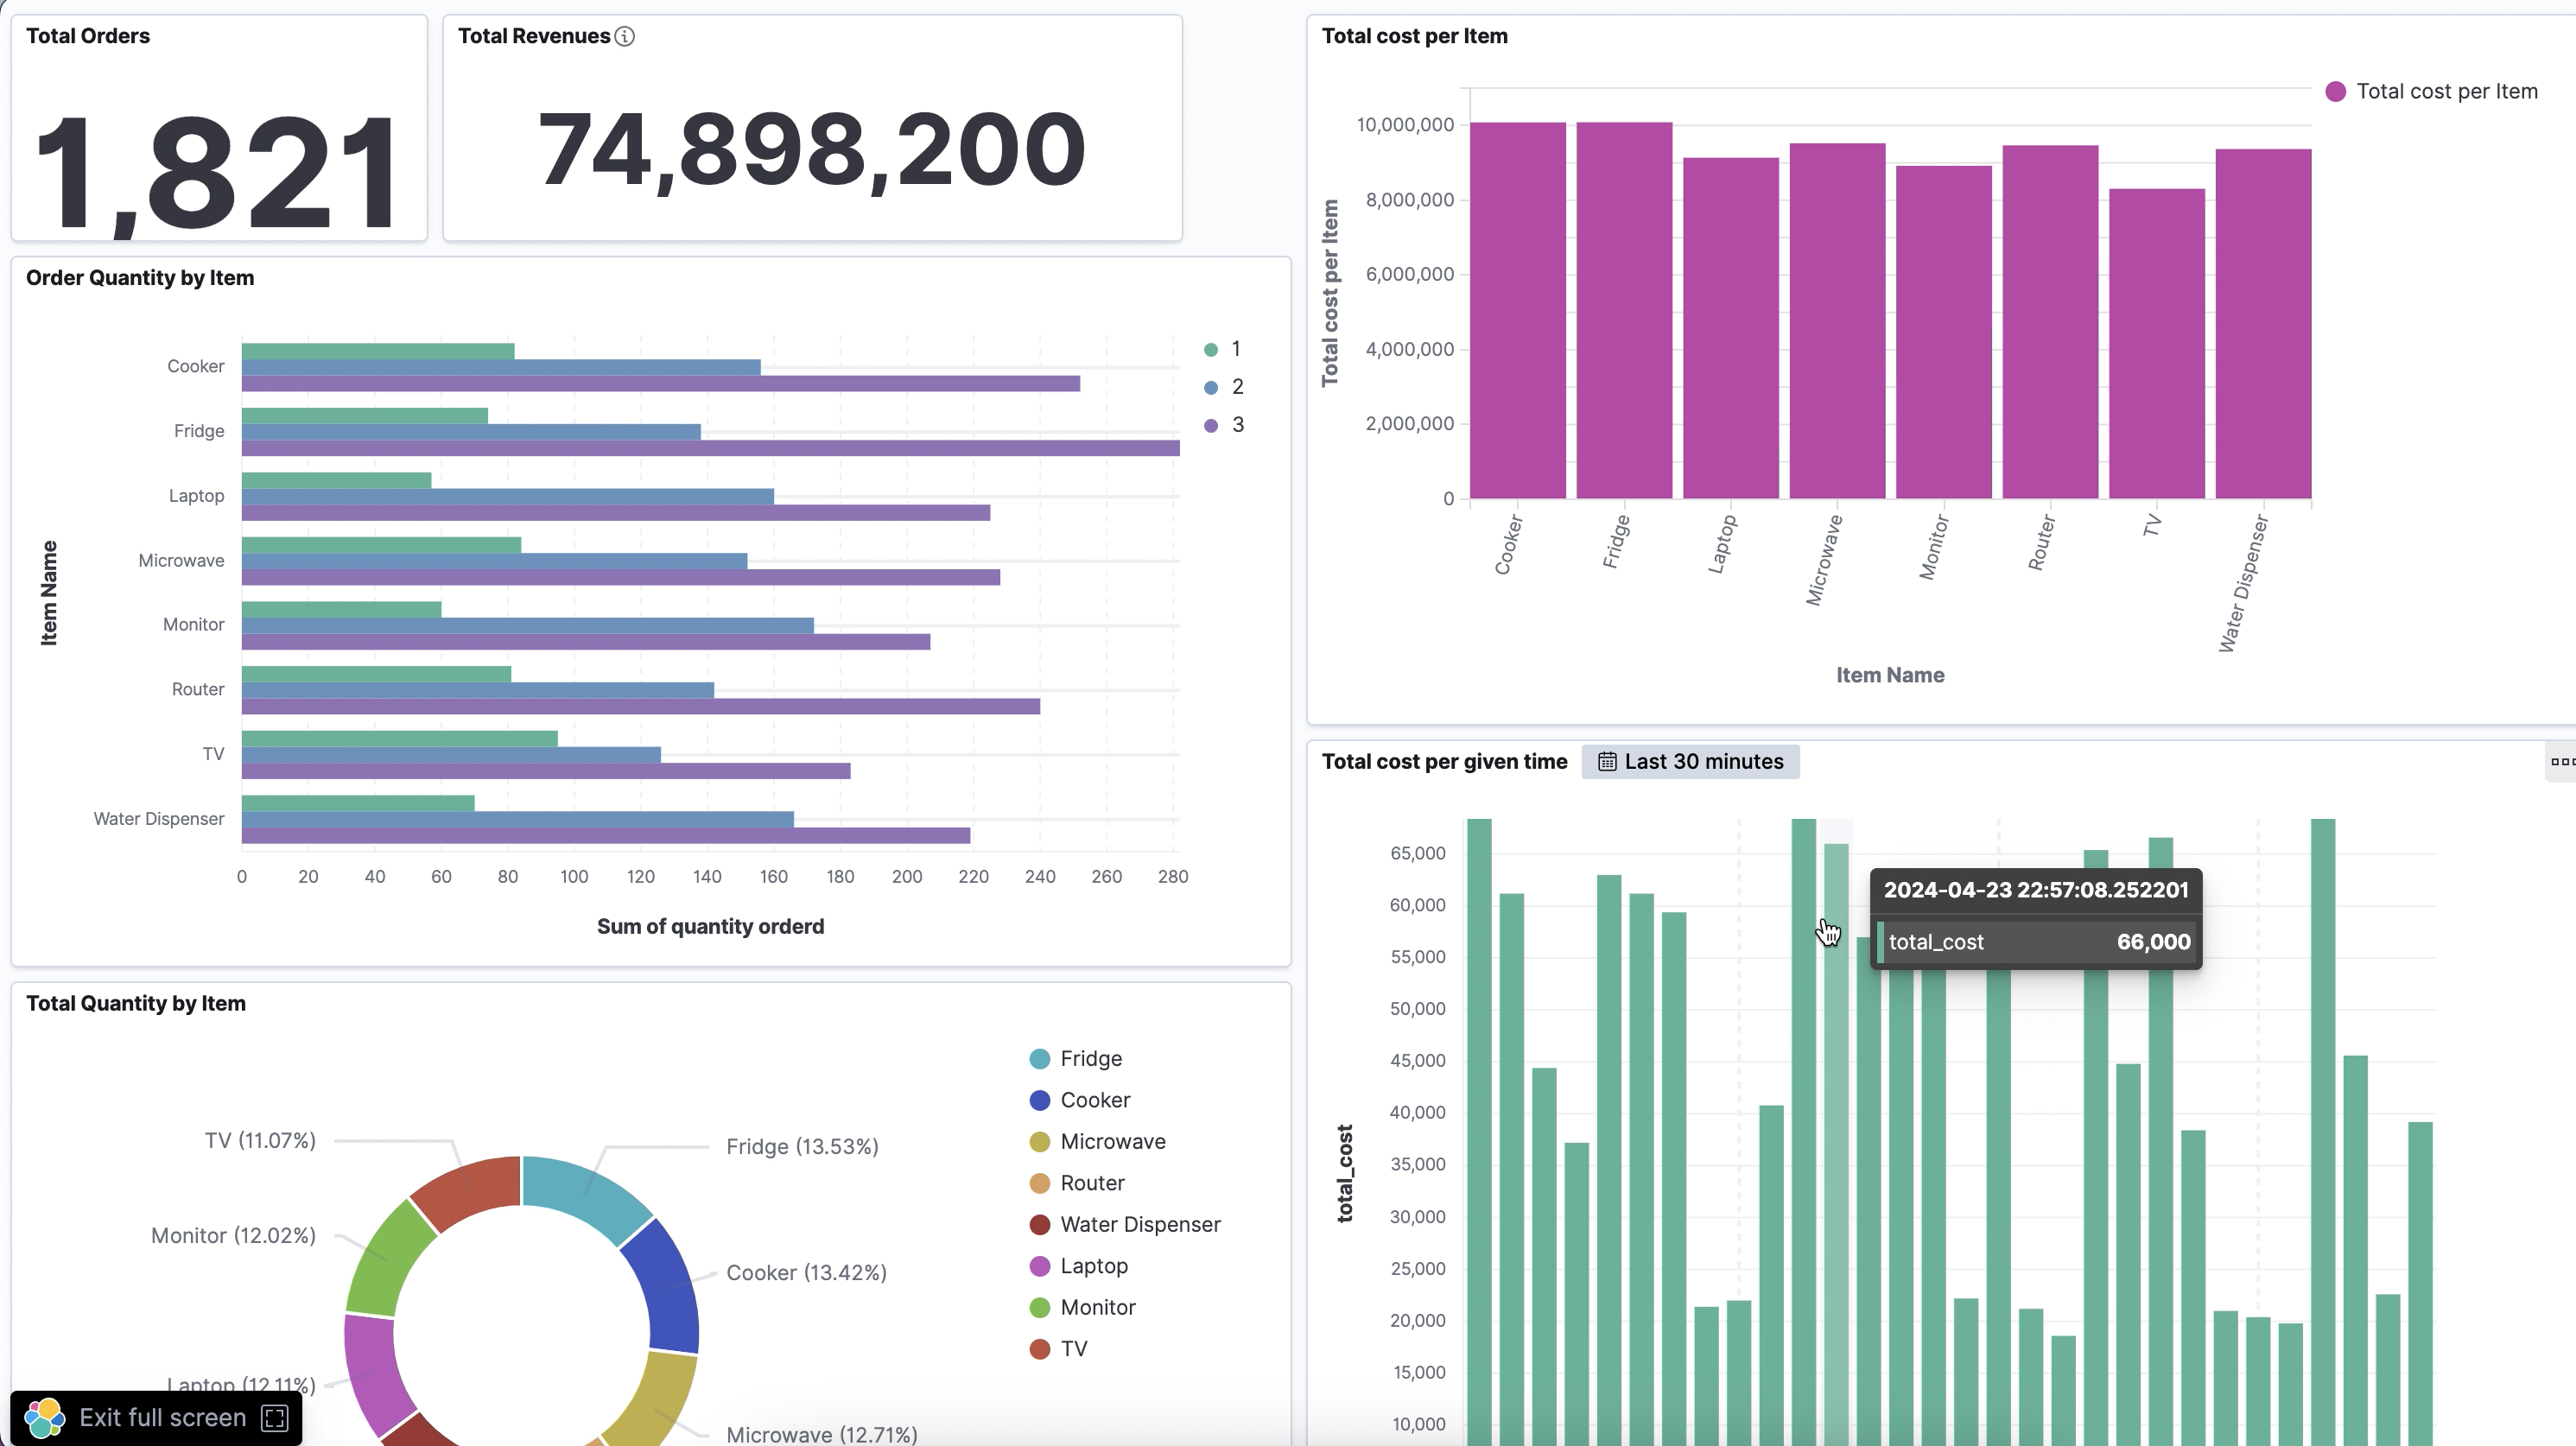 Total Orders
1,821
Total Revenues
74,898,200
Order Quantity by Item
Item Name
Cooker
Fridge
Laptop
Microwave
Monitor
Router
TV
Water Dispenser
0 20 40 60 80 100 120 140 160 180 200 220 240 260 280
Sum of quantity orderd
1
2
3
Total Quantity by Item
TV (11.07%)
Monitor (12.02%)
Laptop (12.11%)
Fridge (13.53%)
Cooker (13.42%)
Microwave (12.71%)
Fridge
Cooker
Microwave
Router
Water Dispenser
Laptop
Monitor
TV
Exit full screen
Total cost per Item
Total cost per Item
10,000,000
8,000,000
6,000,000
4,000,000
2,000,000
0
Cooker
Fridge
Laptop
Microwave
Monitor
Router
TV
Water Dispenser
Item Name
Total cost per Item
Total cost per given time Last 30 minutes
total_cost
65,000
60,000
55,000
50,000
45,000
40,000
35,000
30,000
25,000
20,000
15,000
10,000
2024-04-23 22:57:08.252201
total_cost 66,000